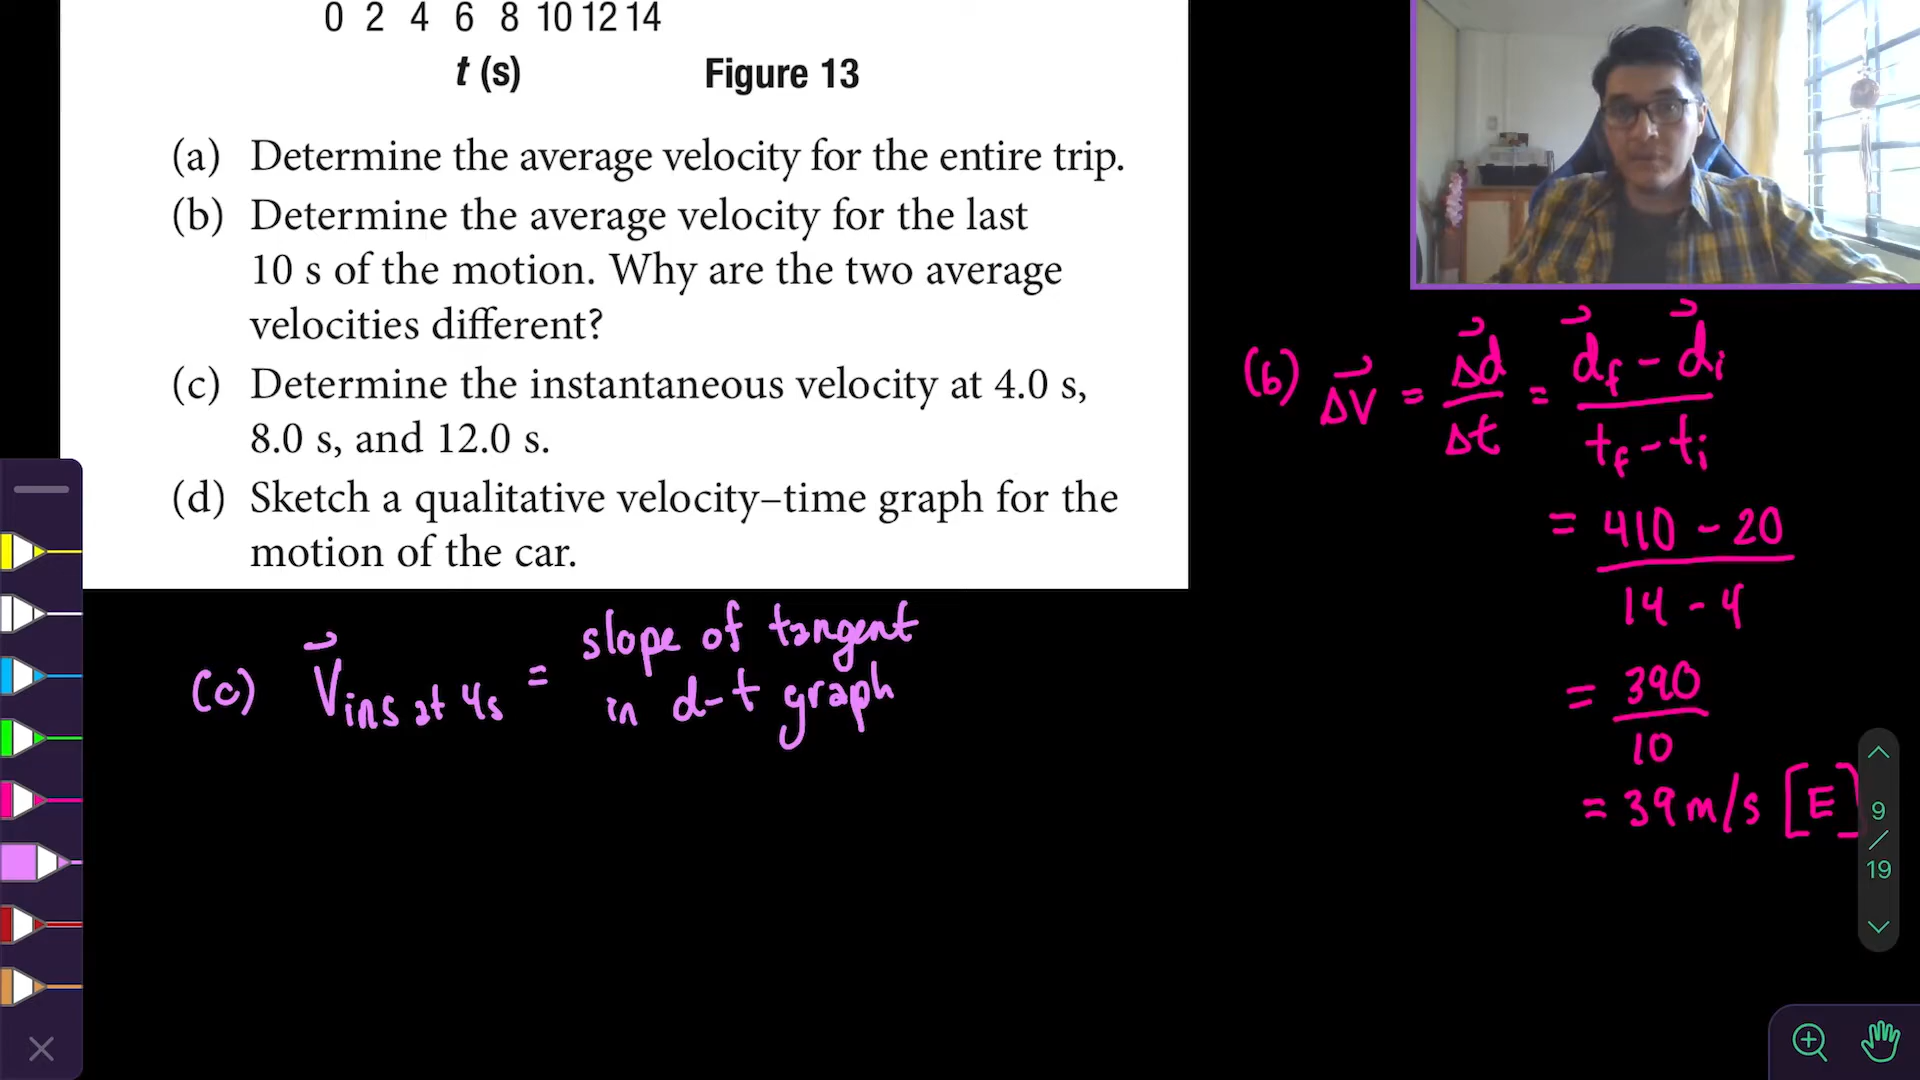 0 2 4 6 8 10 12 14
t (s)
Figure 13
(a) Determine the average velocity for the entire trip.
(b) Determine the average velocity for the last
10 s of the motion. Why are the two average
velocities different?
(c) Determine the instantaneous velocity at 4.0 s,
8.0 s, and 12.0 s.
(d) Sketch a qualitative velocity–time graph for the
motion of the car.
(c) V⃗ins at 4s = slope of tangent
in d-t graph
(b) ΔV⃗ = Δd⃗ / Δt = d⃗f - d⃗i / tf - ti
= 410 - 20
14 - 4
= 390
10
= 39 m/s [E]
9
/
19